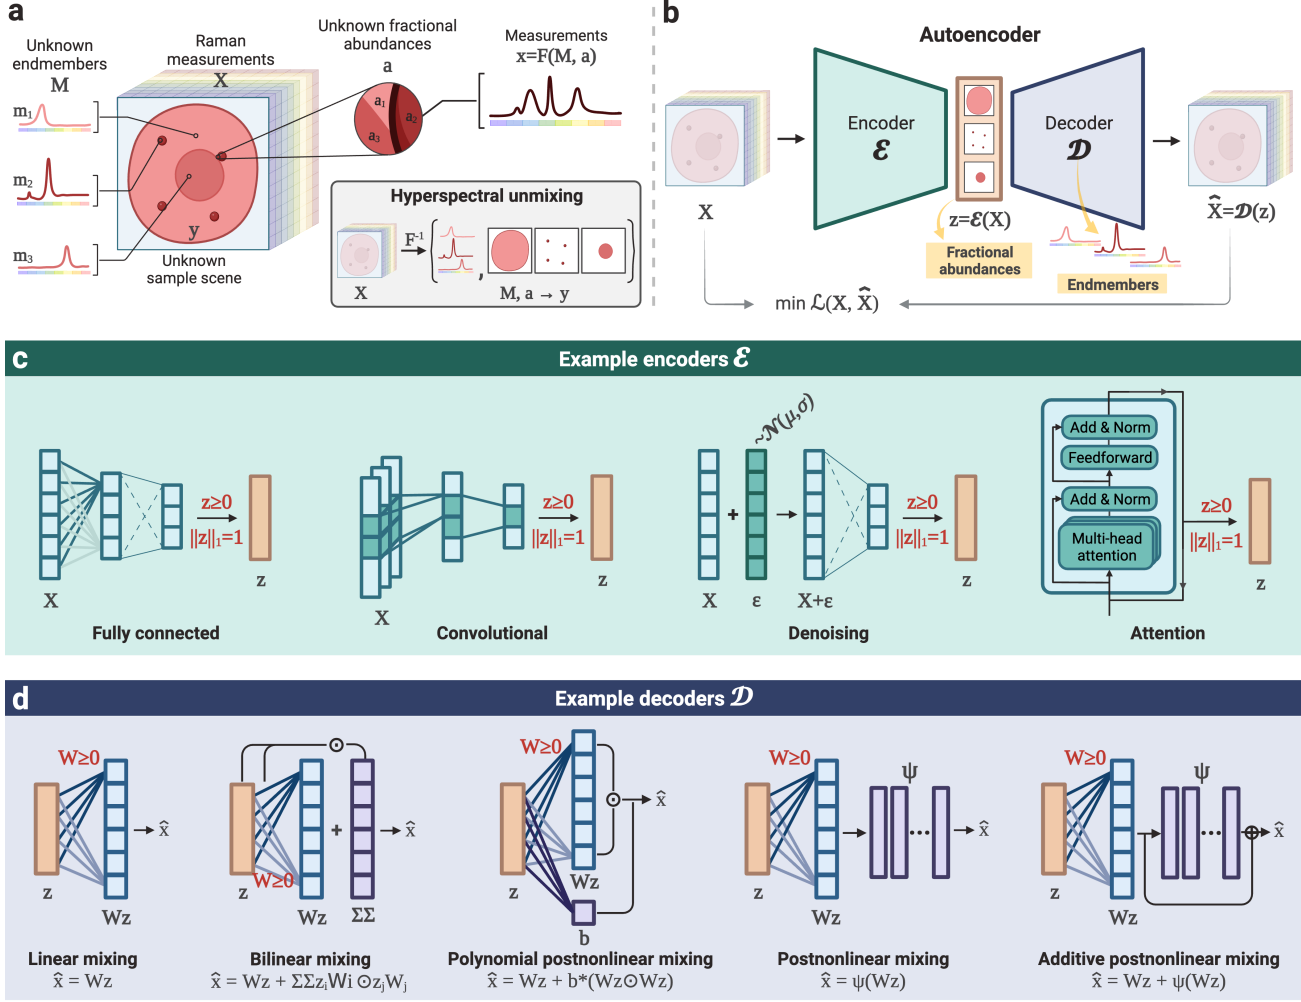 a
Unknown
endmembers
M
Raman
measurements
X
Unknown fractional
abundances
a
Measurements
x=F(M, a)
m₁
m₂
m₃
a₁
a₂
a₃
y
Unknown
sample scene
Hyperspectral unmixing
F⁻¹
,
X
M, a → y
b
Autoencoder
Encoder
ℰ
Decoder
𝒟
X
z=ℰ(X)
X̂=𝒟(z)
Fractional
abundances
Endmembers
min ℒ(X, X̂)
c
Example encoders ℰ
X
z≥0
||z||₁=1
z
Fully connected
X
z≥0
||z||₁=1
z
Convolutional
~𝒩(μ,σ)
+
X
ε
X+ε
z≥0
||z||₁=1
z
Denoising
Add & Norm
Feedforward
Add & Norm
Multi-head
attention
z≥0
||z||₁=1
z
Attention
d
Example decoders 𝒟
W≥0
z
Wz
x̂
Linear mixing
x̂ = Wz
W≥0
z
Wz
+
ΣΣ
x̂
Bilinear mixing
x̂ = Wz + ΣΣzᵢWi ⊙zⱼWⱼ
W≥0
z
Wz
b
x̂
Polynomial postnonlinear mixing
x̂ = Wz + b*(Wz⊙Wz)
W≥0
z
Wz
ψ
...
x̂
Postnonlinear mixing
x̂ = ψ(Wz)
W≥0
z
Wz
ψ
...
x̂
Additive postnonlinear mixing
x̂ = Wz + ψ(Wz)